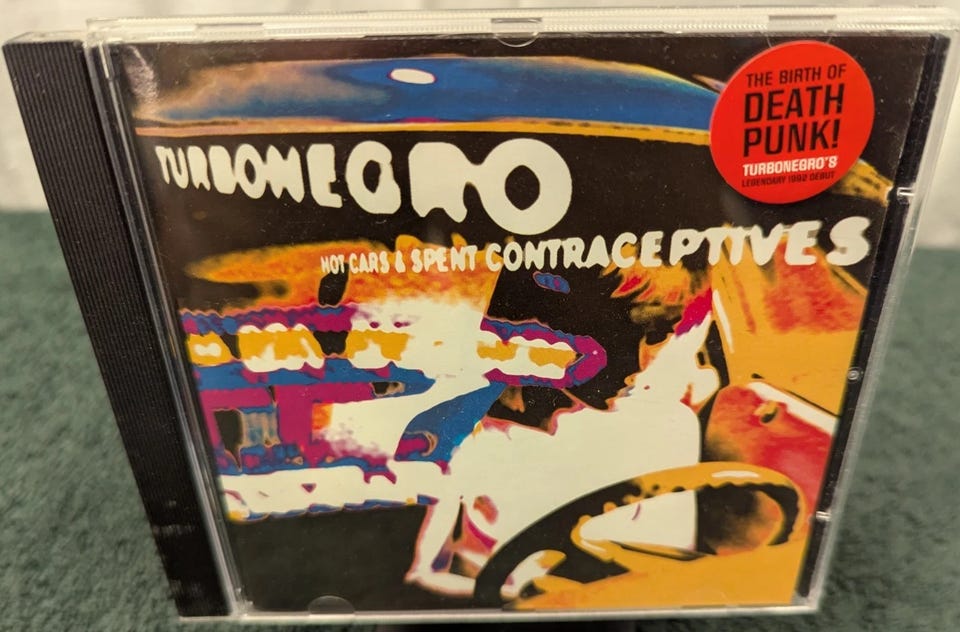 TURBONEGRO
HOT CARS & SPENT CONTRACEPTIVES
THE BIRTH OF
DEATH
PUNK!
TURBONEGRO'S
LEGENDARY 1992 DEBUT